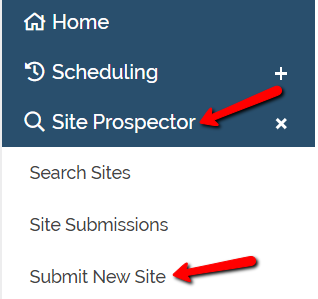 Home
Scheduling +
Site Prospector ×
Search Sites
Site Submissions
Submit New Site